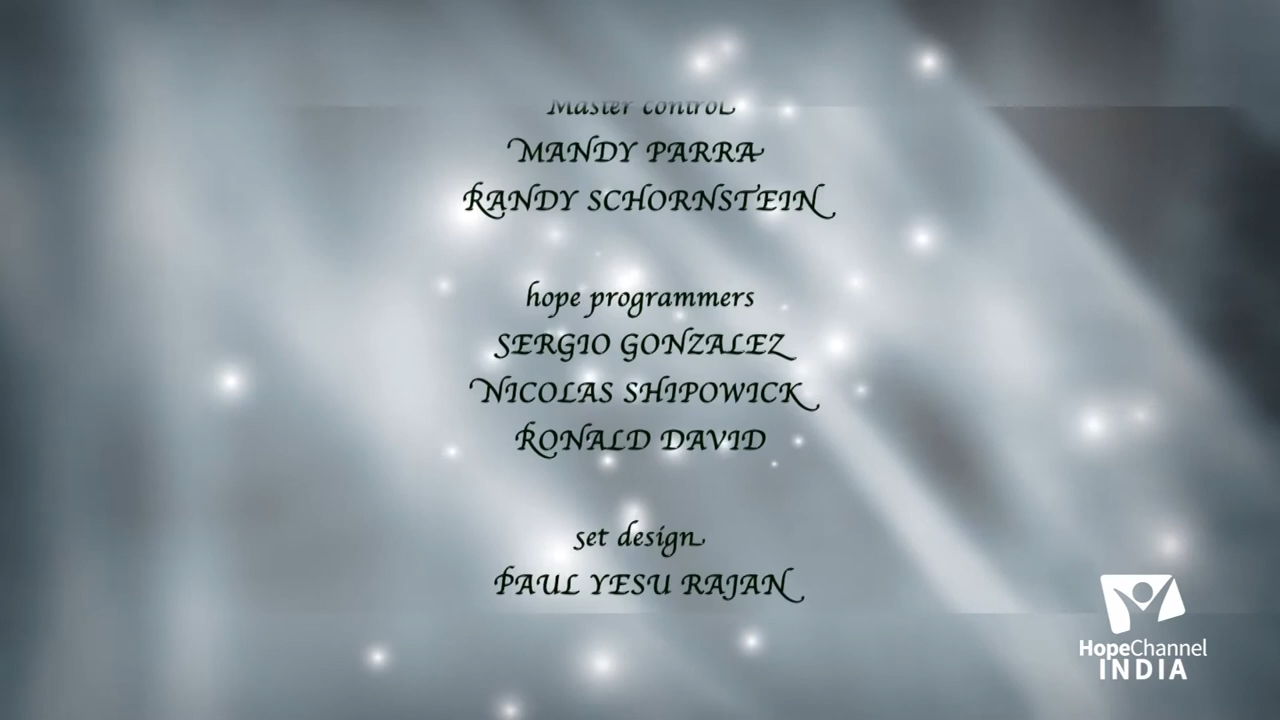 Master control
MANDY PARRA
RANDY SCHORNSTEIN
hope programmers
SERGIO GONZALEZ
NICOLAS SHIPOWICK
RONALD DAVID
set design
PAUL YESU RAJAN
HopeChannel
INDIA